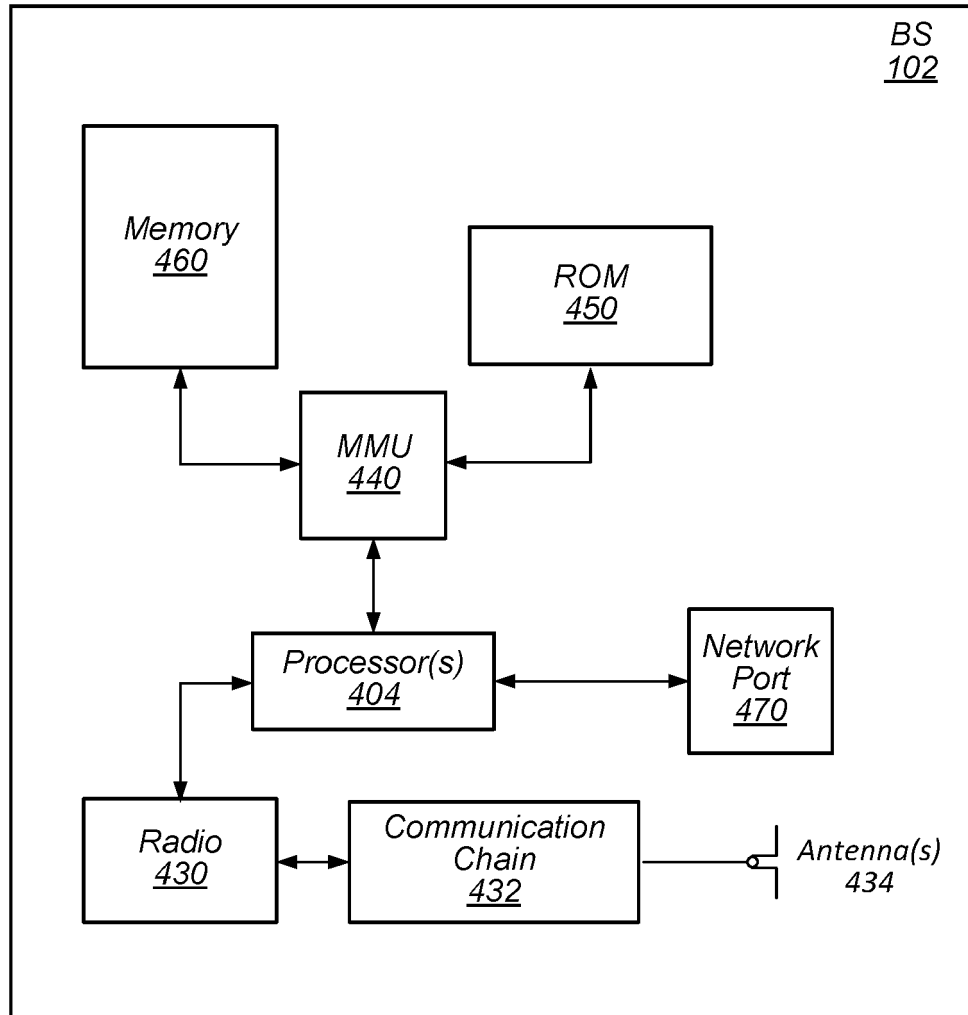 BS
102
Memory
460
ROM
450
MMU
440
Processor(s)
404
Network
Port
470
Radio
430
Communication
Chain
432
Antenna(s)
434